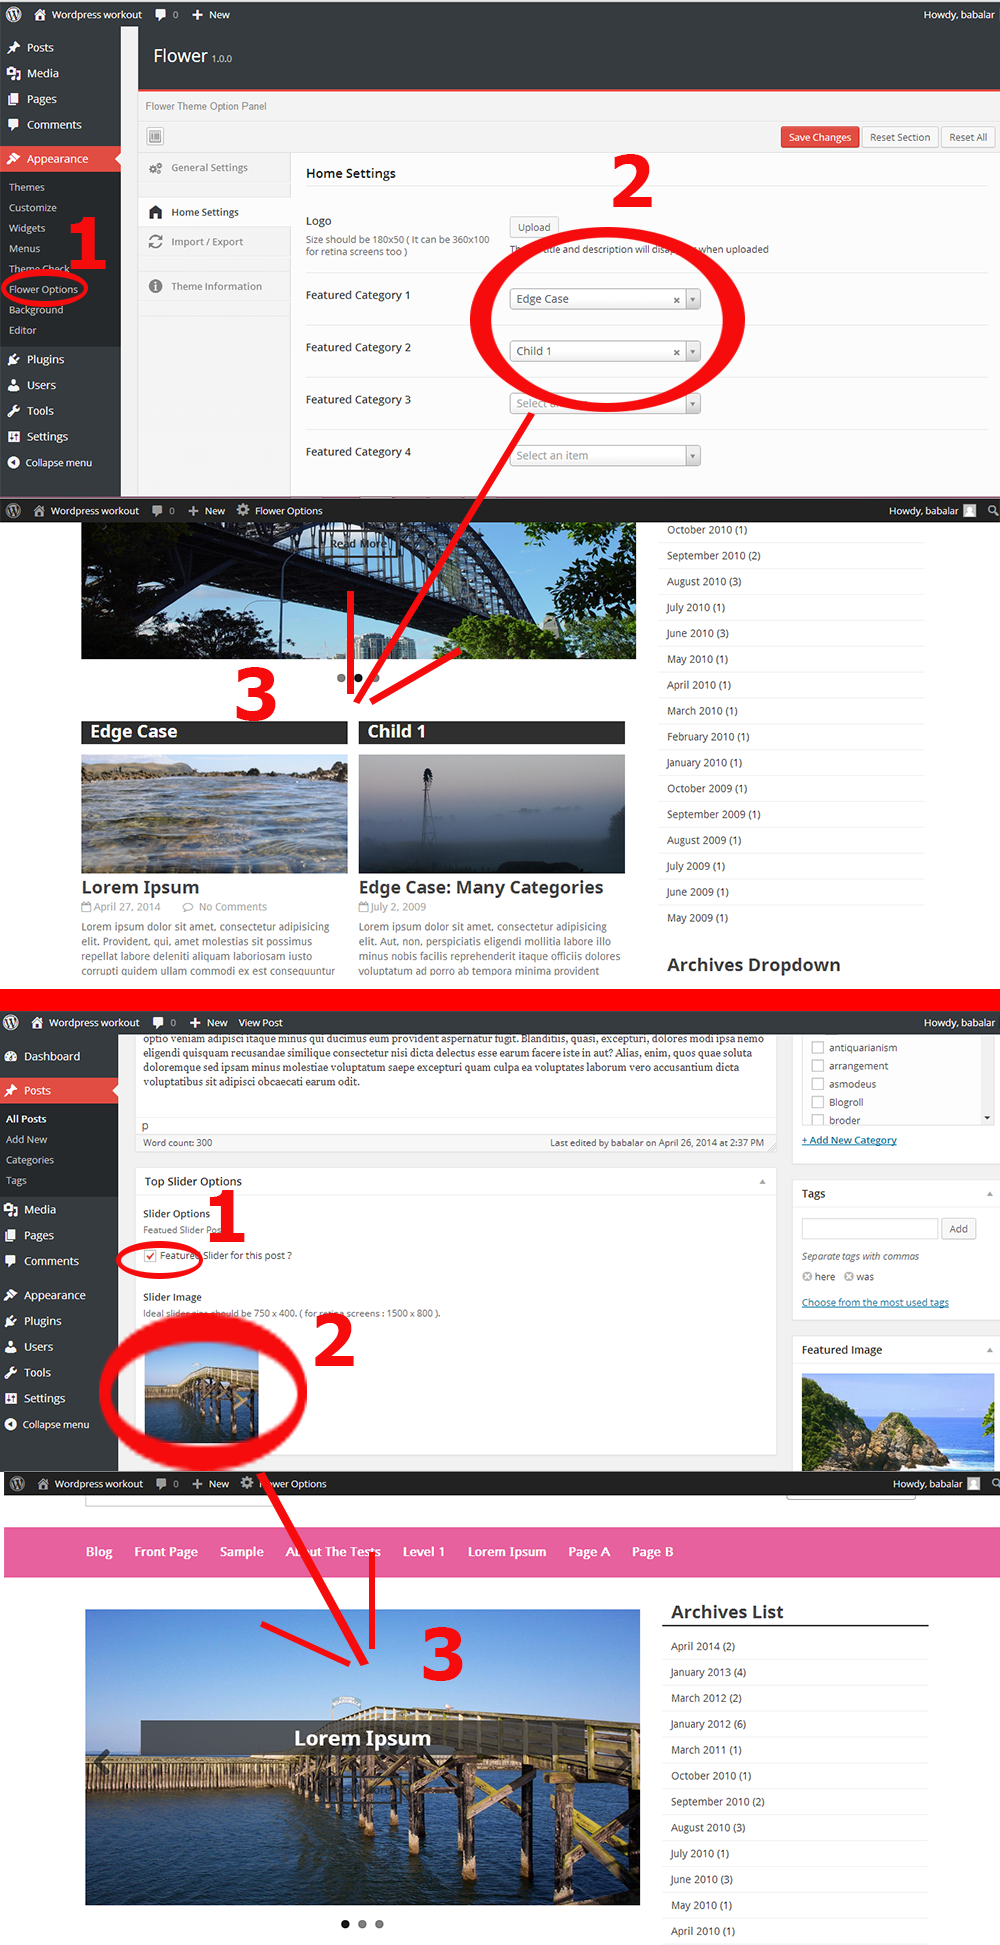 Wordpress workout 0 New Howdy, babalar
Posts
Media
Pages
Comments
Appearance
Themes
Customize
Widgets
Menus
Theme Check
Flower Options
Background
Editor
Plugins
Users
Tools
Settings
Collapse menu
1
Flower 1.0.0
Flower Theme Option Panel
Save Changes Reset Section Reset All
General Settings
Home Settings
Import / Export
Theme Information
Home Settings
2
Logo
Size should be 180x50 ( It can be 360x100
for retina screens too )
Upload
title and description will when uploaded
Featured Category 1 Edge Case
Featured Category 2 Child 1
Featured Category 3 Select
Featured Category 4 Select an item
Wordpress workout 0 New Flower Options Howdy, babalar
Read More
3
Edge Case
Lorem Ipsum
April 27, 2014 No Comments
Lorem ipsum dolor sit amet, consectetur adipisicing
elit. Provident, qui, amet molestias sit possimus
repellat labore deleniti aliquam laboriosam iusto
corrupti quidem ullam commodi ex est consequuntur
Child 1
Edge Case: Many Categories
July 2, 2009
Lorem ipsum dolor sit amet, consectetur adipisicing
elit. Aut, non, perspiciatis eligendi mollitia labore illo
minus nobis facilis reprehenderit itaque officiis dolores
voluptatum ad porro ab tempora minima provident
October 2010 (1)
September 2010 (2)
August 2010 (3)
July 2010 (1)
June 2010 (3)
May 2010 (1)
April 2010 (1)
March 2010 (1)
February 2010 (1)
January 2010 (1)
October 2009 (1)
September 2009 (1)
August 2009 (1)
July 2009 (1)
June 2009 (1)
May 2009 (1)
Archives Dropdown
Wordpress workout 0 New View Post Howdy, babalar
Dashboard
Posts
All Posts
Add New
Categories
Tags
Media
Pages
Comments
Appearance
Plugins
Users
Tools
Settings
Collapse menu
optio veniam adipisci itaque minus qui ducimus eum provident aspernatur fugit. Blanditiis, quasi, excepturi, dolores modi ipsa nemo
eligendi quisquam recusandae similique consectetur nisi dicta delectus esse earum facere iste in aut? Alias, enim, quos quae soluta
doloremque sed ipsam minus molestiae voluptatum saepe excepturi quam culpa ea voluptates laborum vero accusantium dicta
voluptatibus sit adipisci obcaecati earum odit.
p
Word count: 300 Last edited by babalar on April 26, 2014 at 2:37 PM
Top Slider Options
Slider Options
Featued Slider
1
Featured Slider for this post ?
Slider Image
Ideal slider size should be 750 x 400. ( for retina screens : 1500 x 800 ).
2
antiquarianism
arrangement
asmodeus
Blogroll
broder
+ Add New Category
Tags
Add
Separate tags with commas
here was
Choose from the most used tags
Featured Image
Wordpress workout 0 New Flower Options Howdy, babalar
Blog Front Page Sample About The Tests Level 1 Lorem Ipsum Page A Page B
3
Lorem Ipsum
Archives List
April 2014 (2)
January 2013 (4)
March 2012 (2)
January 2012 (6)
March 2011 (1)
October 2010 (1)
September 2010 (2)
August 2010 (3)
July 2010 (1)
June 2010 (3)
May 2010 (1)
April 2010 (1)